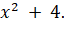 x² + 4.